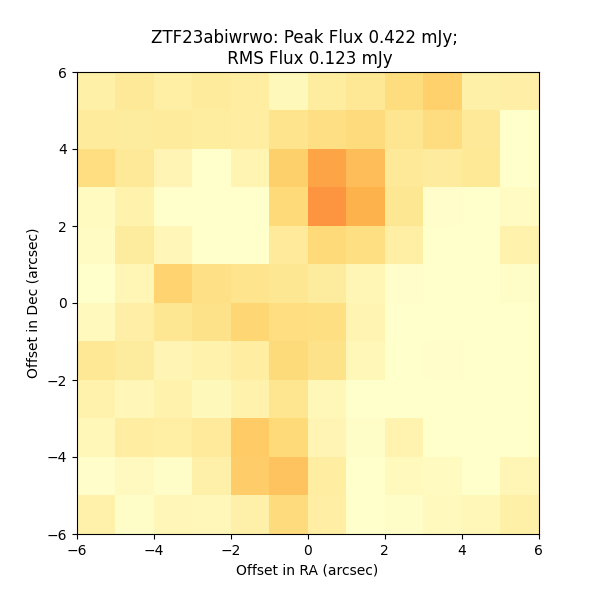 ZTF23abiwrwo: Peak Flux 0.422 mJy;
RMS Flux 0.123 mJy
6
4
2
0
−2
−4
−6
Offset in Dec (arcsec)
−6 −4 −2 0 2 4 6
Offset in RA (arcsec)